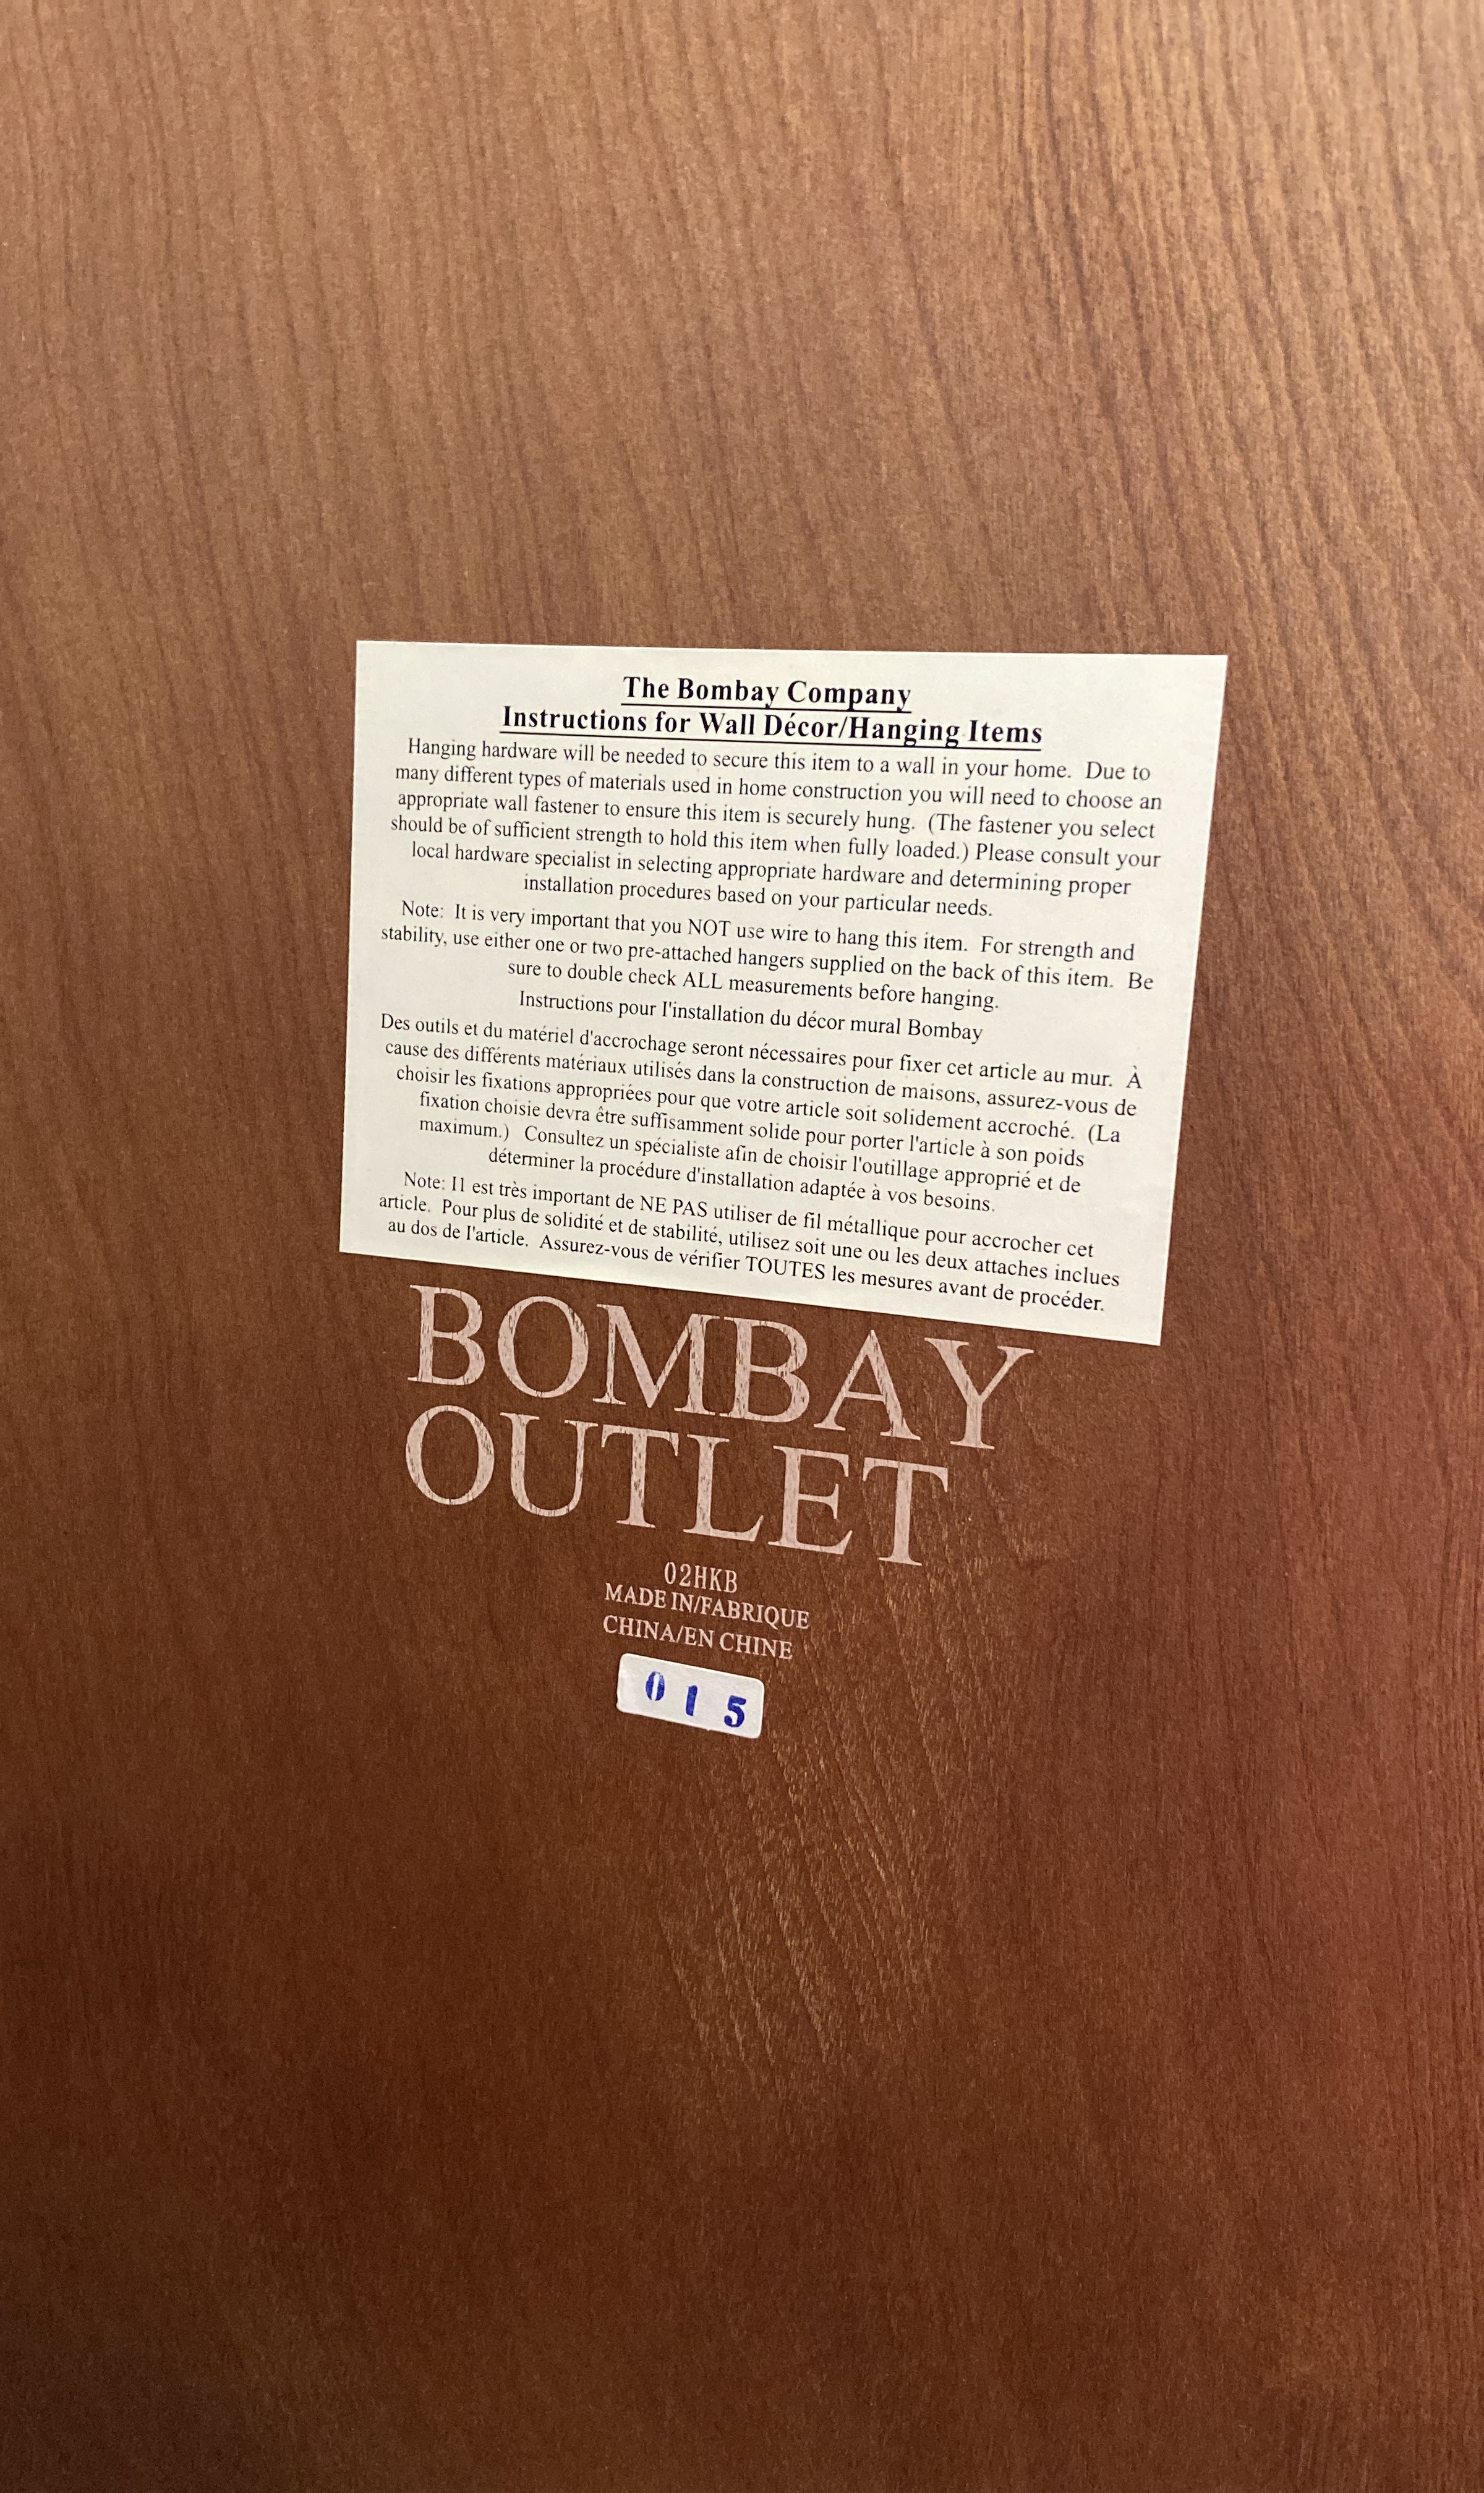 The Bombay Company
Instructions for Wall Décor/Hanging Items
Hanging hardware will be needed to secure this item to a wall in your home. Due to
many different types of materials used in home construction you will need to choose an
appropriate wall fastener to ensure this item is securely hung. (The fastener you select
should be of sufficient strength to hold this item when fully loaded.) Please consult your
local hardware specialist in selecting appropriate hardware and determining proper
installation procedures based on your particular needs.
Note: It is very important that you NOT use wire to hang this item. For strength and
stability, use either one or two pre-attached hangers supplied on the back of this item. Be
sure to double check ALL measurements before hanging.
Instructions pour l'installation du décor mural Bombay
Des outils et du matériel d'accrochage seront nécessaires pour fixer cet article au mur. À
cause des différents matériaux utilisés dans la construction de maisons, assurez-vous de
choisir les fixations appropriées pour que votre article soit solidement accroché. (La
fixation choisie devra être suffisamment solide pour porter l'article à son poids
maximum.) Consultez un spécialiste afin de choisir l'outillage approprié et de
déterminer la procédure d'installation adaptée à vos besoins.
Note: Il est très important de NE PAS utiliser de fil métallique pour accrocher cet
article. Pour plus de solidité et de stabilité, utilisez soit une ou les deux attaches inclues
au dos de l'article. Assurez-vous de vérifier TOUTES les mesures avant de procéder.
BOMBAY
OUTLET
02HKB
MADE IN/FABRIQUE
CHINA/EN CHINE
015